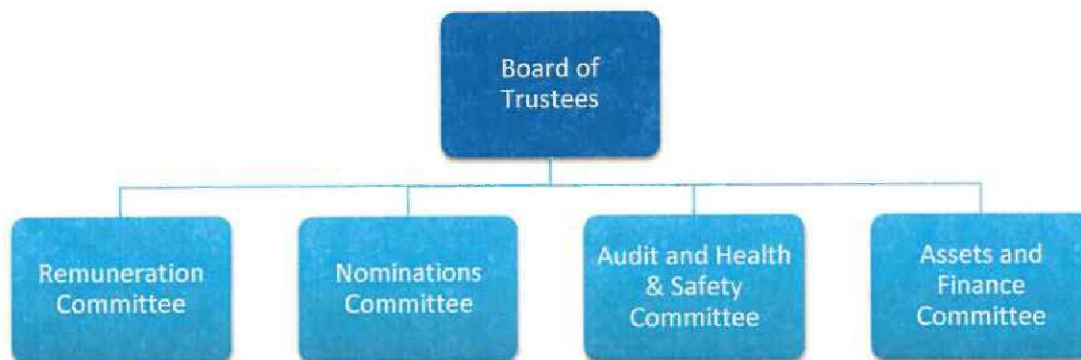 Board of
Trustees
Remuneration
Committee
Nominations
Committee
Audit and Health
& Safety
Committee
Assets and
Finance
Committee